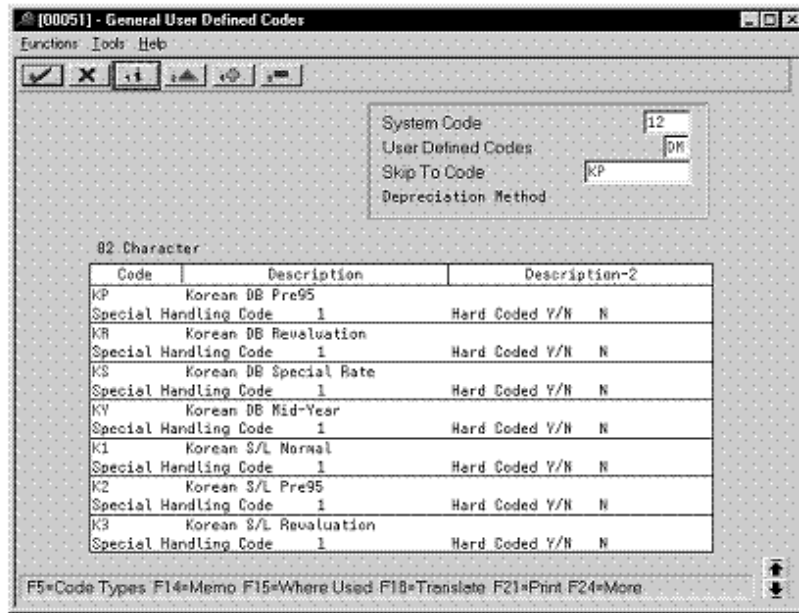 [00051] - General User Defined Codes
Functions Tools Help
System Code 12
User Defined Codes DM
Skip To Code KP
Depreciation Method
02 Character
Code Description Description-2
KP Korean DB Pre95
Special Handling Code 1 Hard Coded Y/N N
KR Korean DB Revaluation
Special Handling Code 1 Hard Coded Y/N N
KS Korean DB Special Rate
Special Handling Code 1 Hard Coded Y/N N
KY Korean DB Mid-Year
Special Handling Code 1 Hard Coded Y/N N
K1 Korean S/L Normal
Special Handling Code 1 Hard Coded Y/N N
K2 Korean S/L Pre95
Special Handling Code 1 Hard Coded Y/N N
K3 Korean S/L Revaluation
Special Handling Code 1 Hard Coded Y/N N
F5=Code Types F14=Memo F15=Where Used F18=Translate F21=Print F24=More